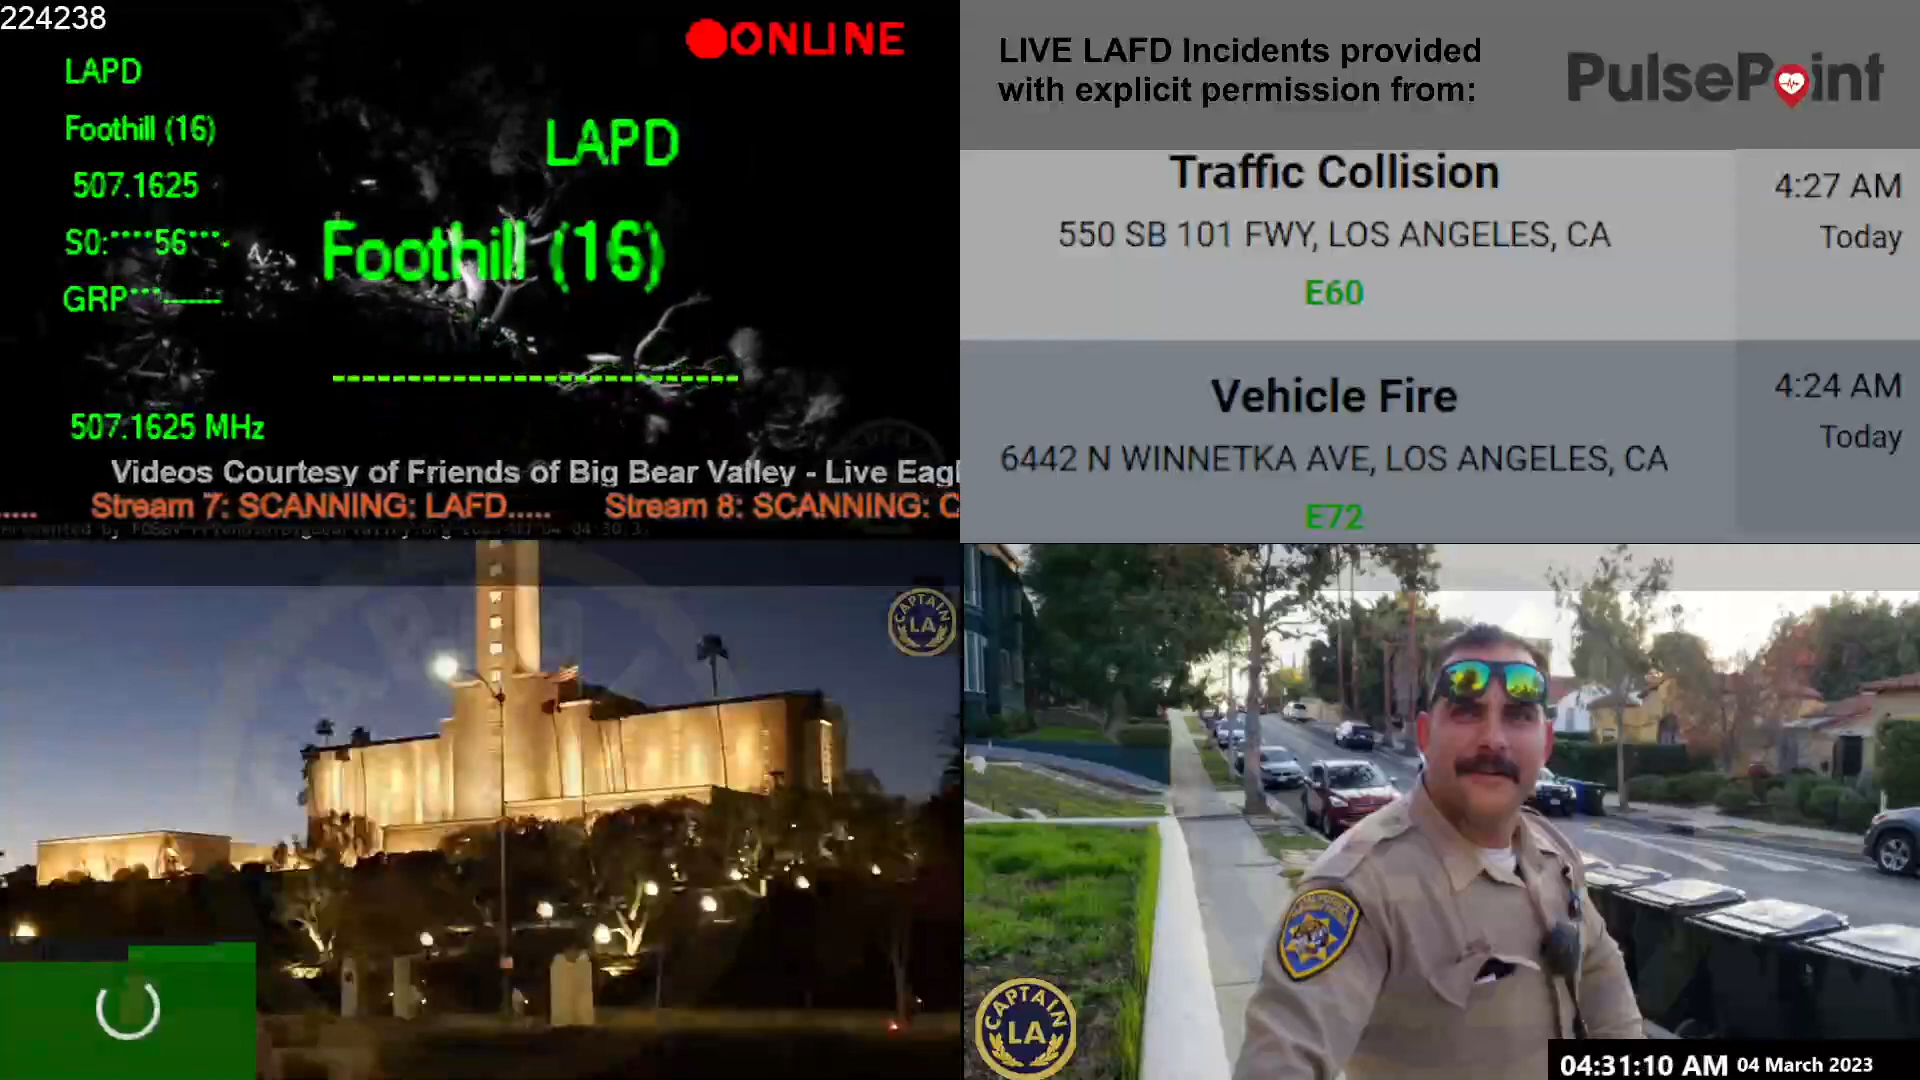 224238
ONLINE
LAPD
Foothill (16)
507.1625
S0:****56***-
GRP***-------
LAPD
Foothill (16)
507.1625 MHz
Videos Courtesy of Friends of Big Bear Valley - Live Eagl
..... Stream 7: SCANNING: LAFD..... Stream 8: SCANNING: C
LIVE LAFD Incidents provided
with explicit permission from:
PulsePoint
Traffic Collision
4:27 AM
550 SB 101 FWY, LOS ANGELES, CA
Today
E60
Vehicle Fire
4:24 AM
6442 N WINNETKA AVE, LOS ANGELES, CA
Today
E72
CAPTAIN
LA
CAPTAIN
LA
04:31:10 AM 04 March 2023